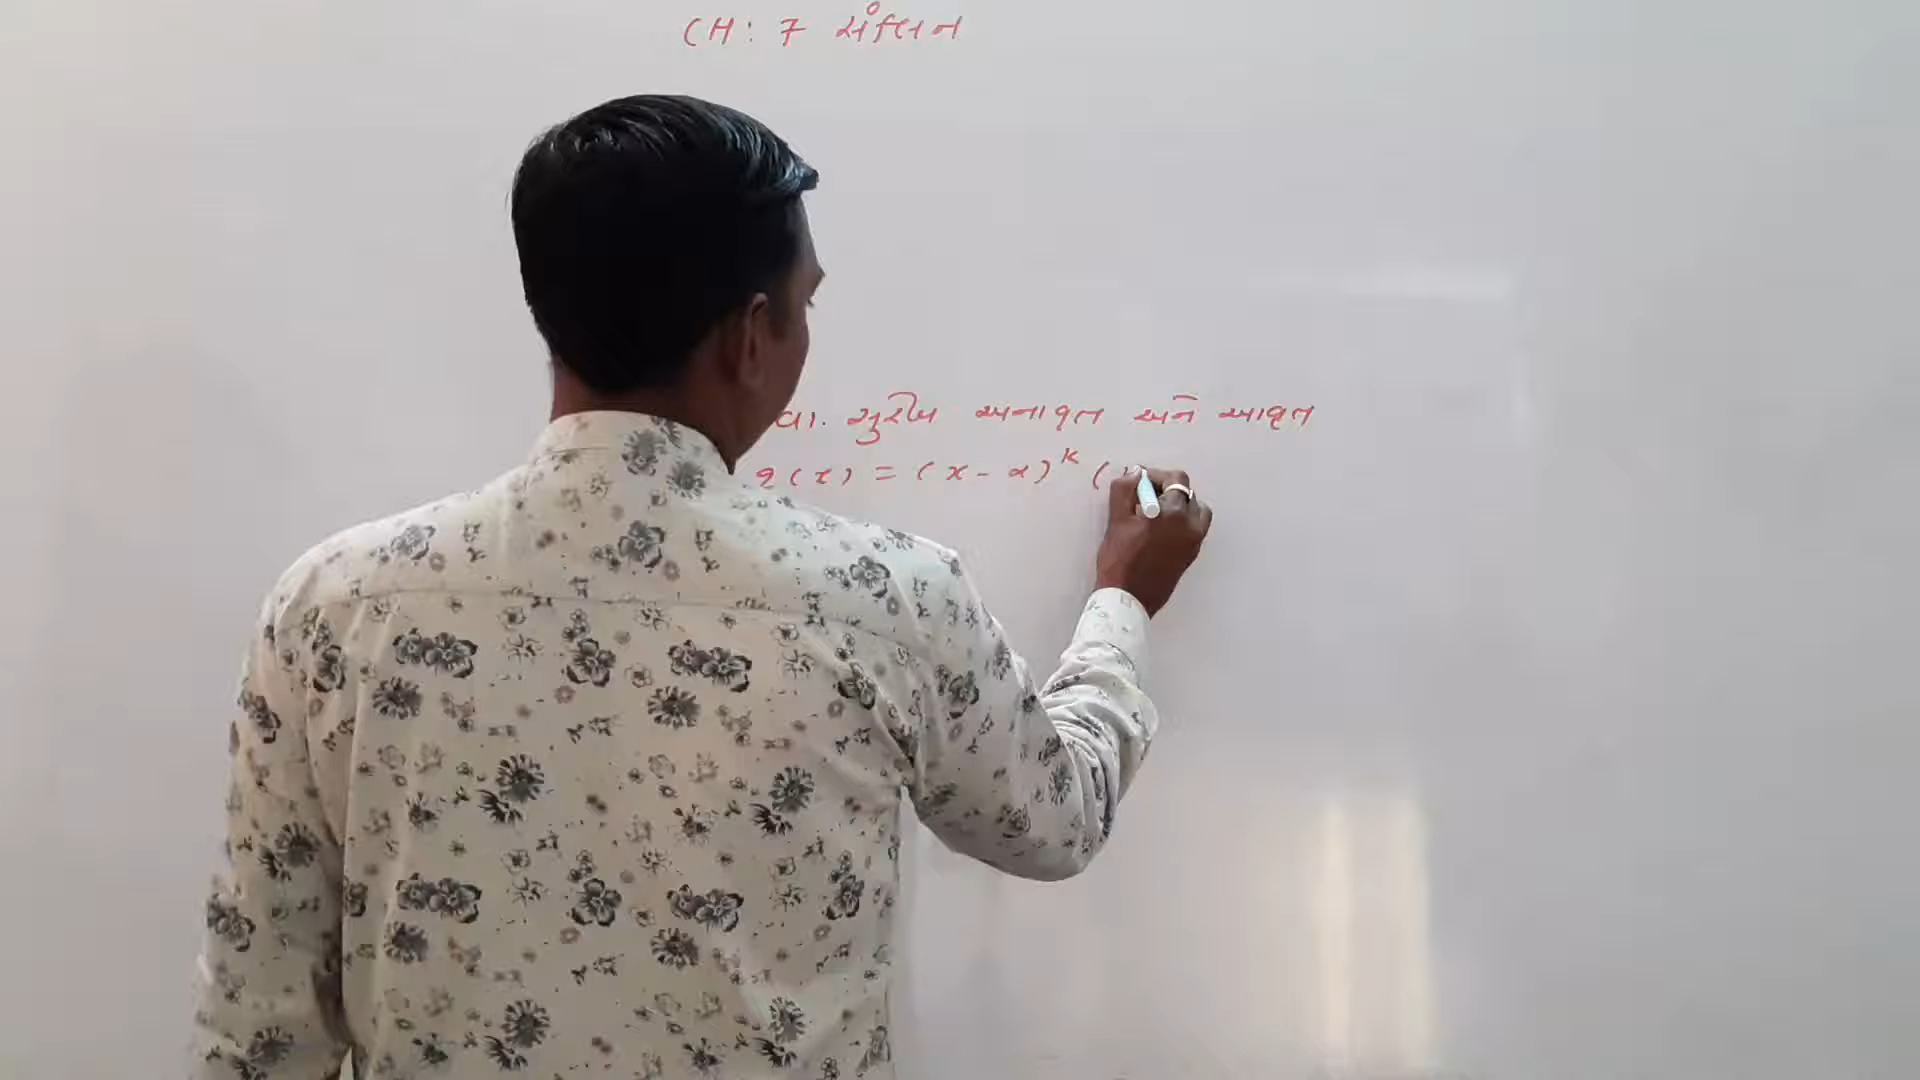 CH: 7 સંકલન
વા. સુરેખ અનાવૃત અને આવૃત
q(x) = (x - α)^k (